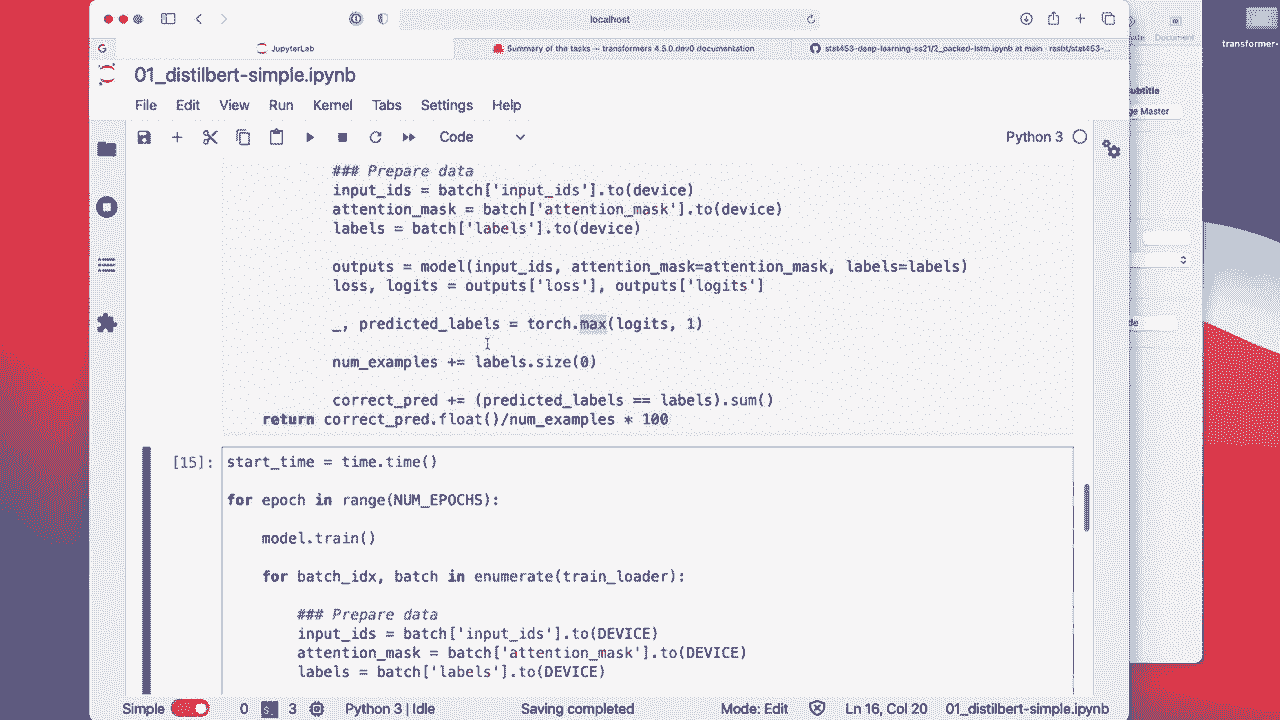 localhost
JupyterLab
Summary of the tasks — transformers 4.5.0.dev0 documentation
stat453-deep-learning-ss21/2_packed-lstm.ipynb at main · rasbt/stat453-...
Document
transformer-
ubtitle
ge Master
de
01_distilbert-simple.ipynb
File Edit View Run Kernel Tabs Settings Help
Code
Python 3
### Prepare data
input_ids = batch['input_ids'].to(device)
attention_mask = batch['attention_mask'].to(device)
labels = batch['labels'].to(device)
outputs = model(input_ids, attention_mask=attention_mask, labels=labels)
loss, logits = outputs['loss'], outputs['logits']
_, predicted_labels = torch.max(logits, 1)
num_examples += labels.size(0)
correct_pred += (predicted_labels == labels).sum()
return correct_pred.float()/num_examples * 100
[15]: start_time = time.time()
for epoch in range(NUM_EPOCHS):
model.train()
for batch_idx, batch in enumerate(train_loader):
### Prepare data
input_ids = batch['input_ids'].to(DEVICE)
attention_mask = batch['attention_mask'].to(DEVICE)
labels = batch['labels'].to(DEVICE)
Simple 0 Python 3 | Idle Saving completed Mode: Edit Ln 16, Col 20 01_distilbert-simple.ipynb